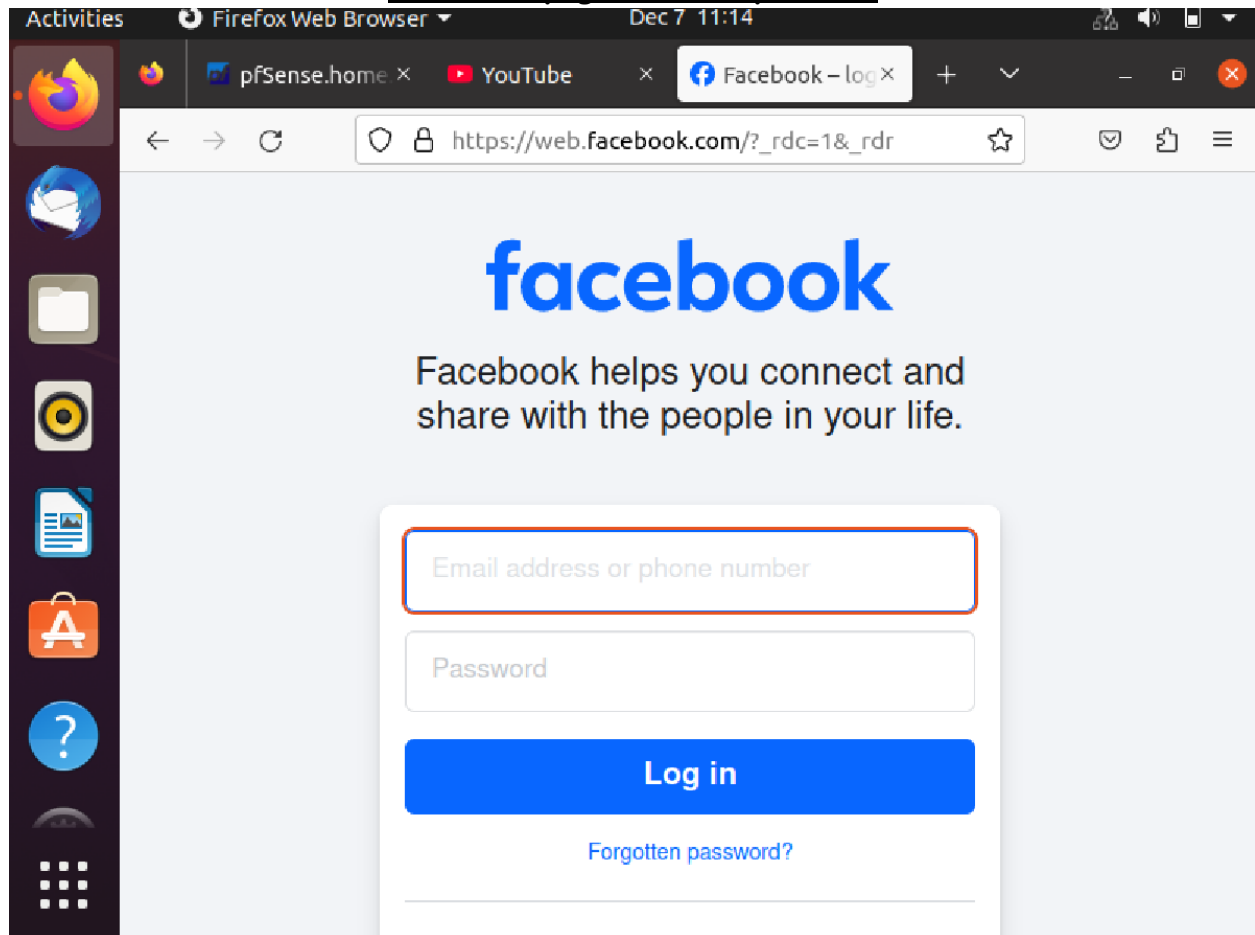 Activities Firefox Web Browser Dec 7 11:14
pfSense.home YouTube Facebook – log
https://web.facebook.com/?_rdc=1&_rdr
facebook
Facebook helps you connect and
share with the people in your life.
Email address or phone number
Password
Log in
Forgotten password?